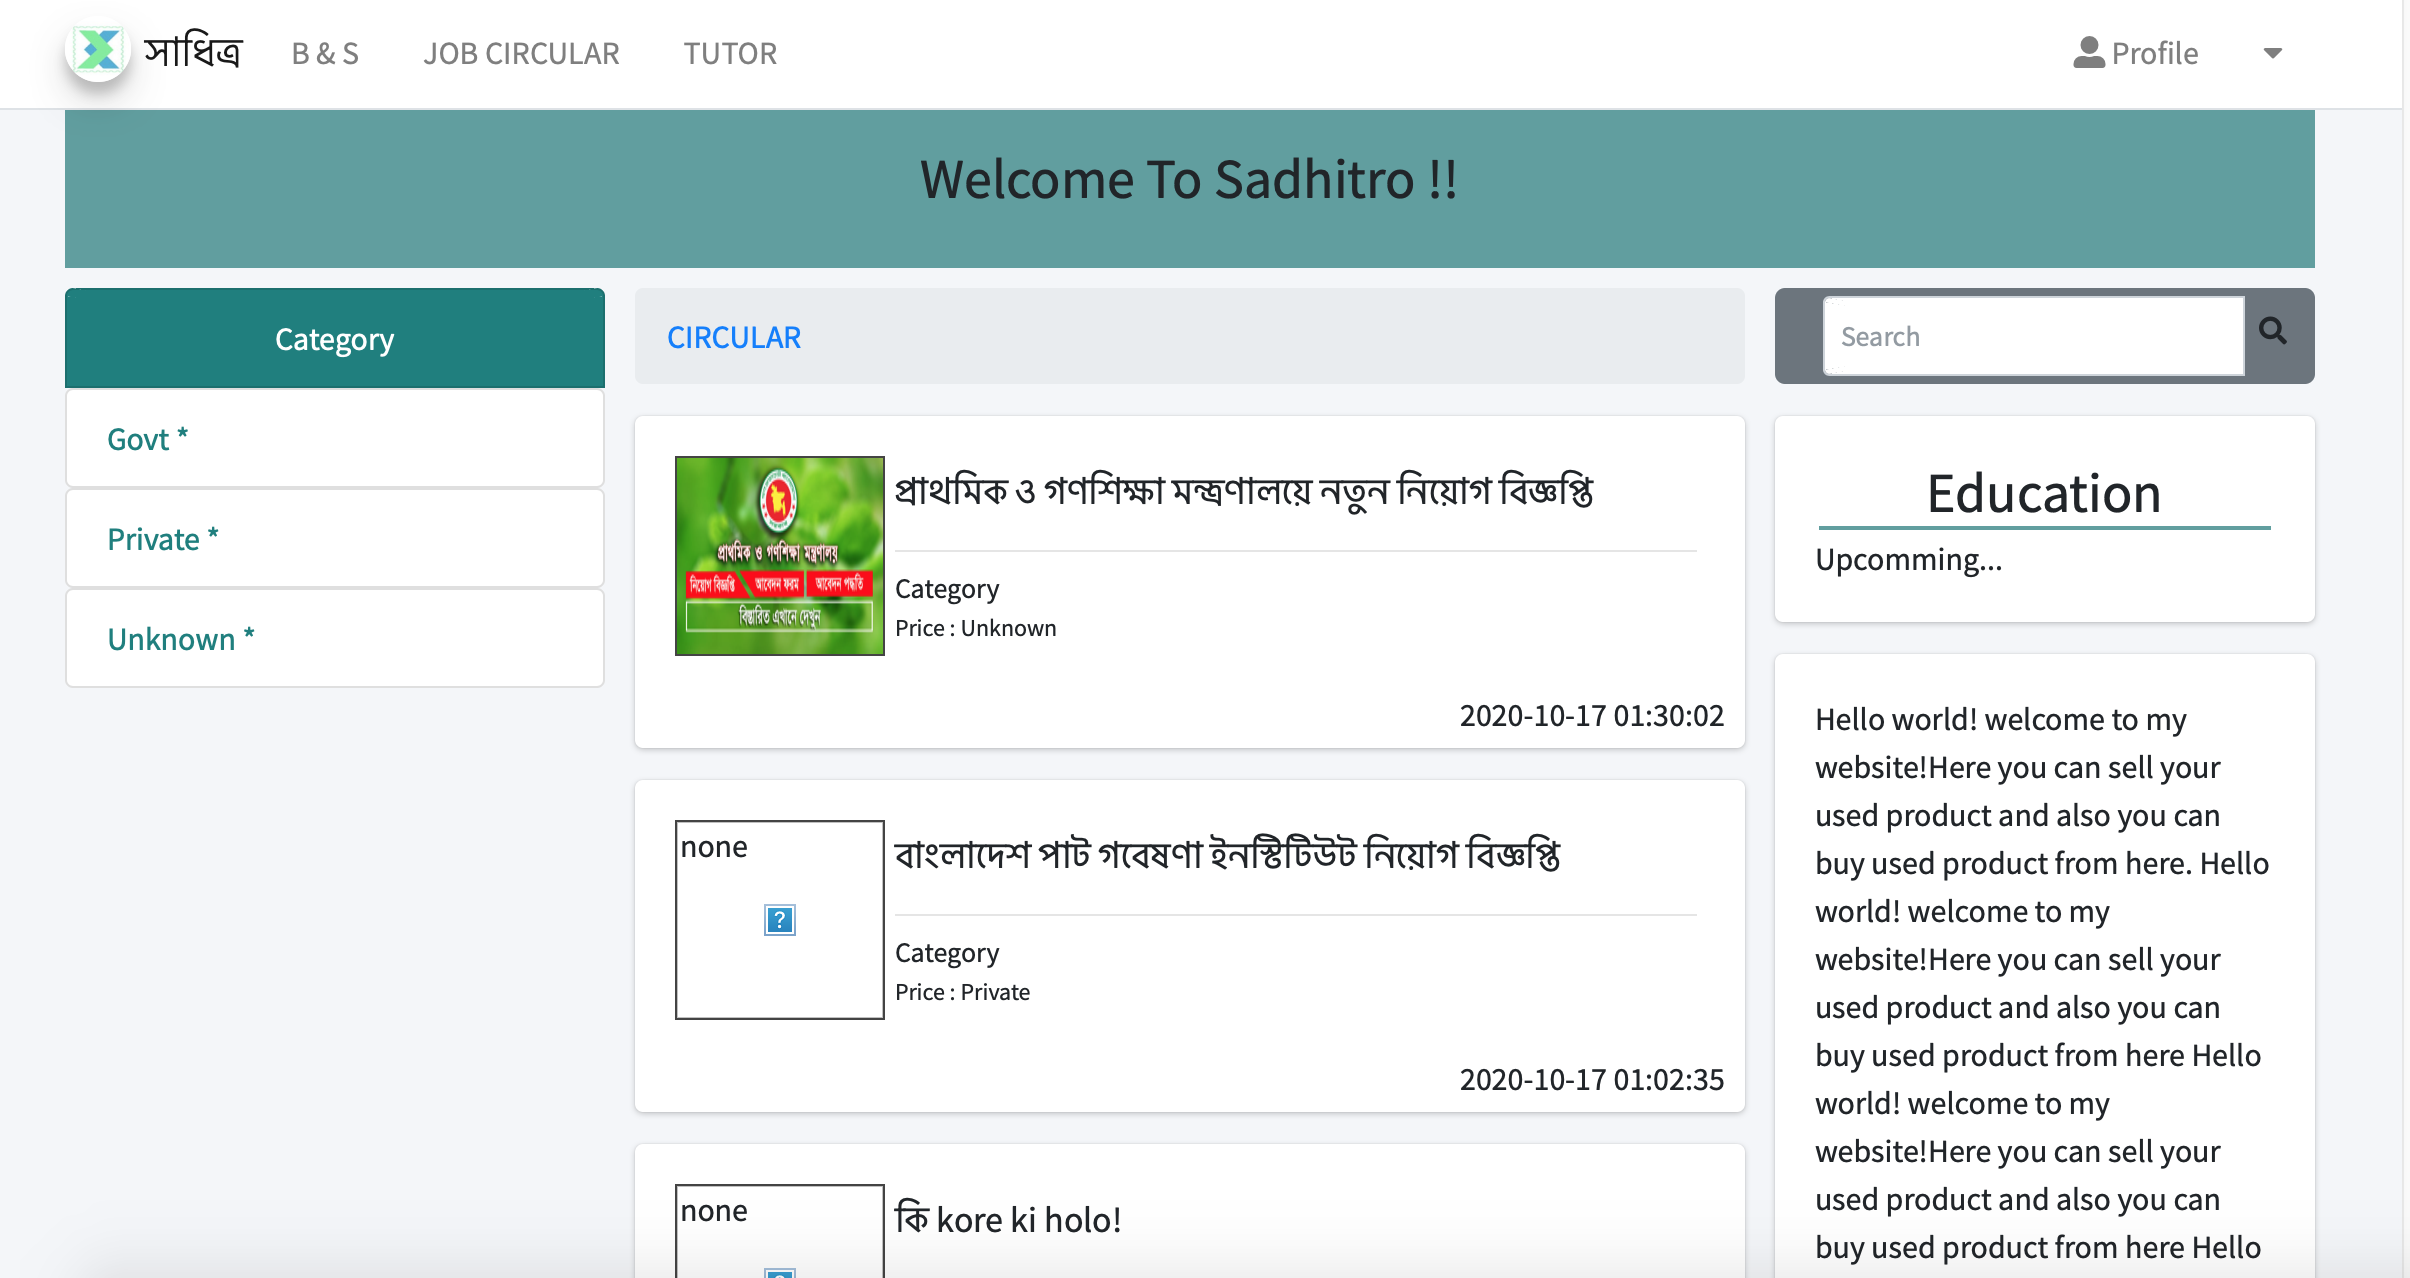 সাধিত্র B & S JOB CIRCULAR TUTOR Profile
Welcome To Sadhitro !!
Category
Govt *
Private *
Unknown *
CIRCULAR
প্রাথমিক ও গণশিক্ষা মন্ত্রণালয়
নিয়োগ বিজ্ঞপ্তি আবেদন ফরম আবেদন পদ্ধতি
বিস্তারিত এখানে দেখুন
প্রাথমিক ও গণশিক্ষা মন্ত্রণালয়ে নতুন নিয়োগ বিজ্ঞপ্তি
Category
Price : Unknown
2020-10-17 01:30:02
none
বাংলাদেশ পাট গবেষণা ইনস্টিটিউট নিয়োগ বিজ্ঞপ্তি
Category
Price : Private
2020-10-17 01:02:35
none
কি kore ki holo!
Search
Education
Upcomming...
Hello world! welcome to my
website!Here you can sell your
used product and also you can
buy used product from here. Hello
world! welcome to my
website!Here you can sell your
used product and also you can
buy used product from here Hello
world! welcome to my
website!Here you can sell your
used product and also you can
buy used product from here Hello